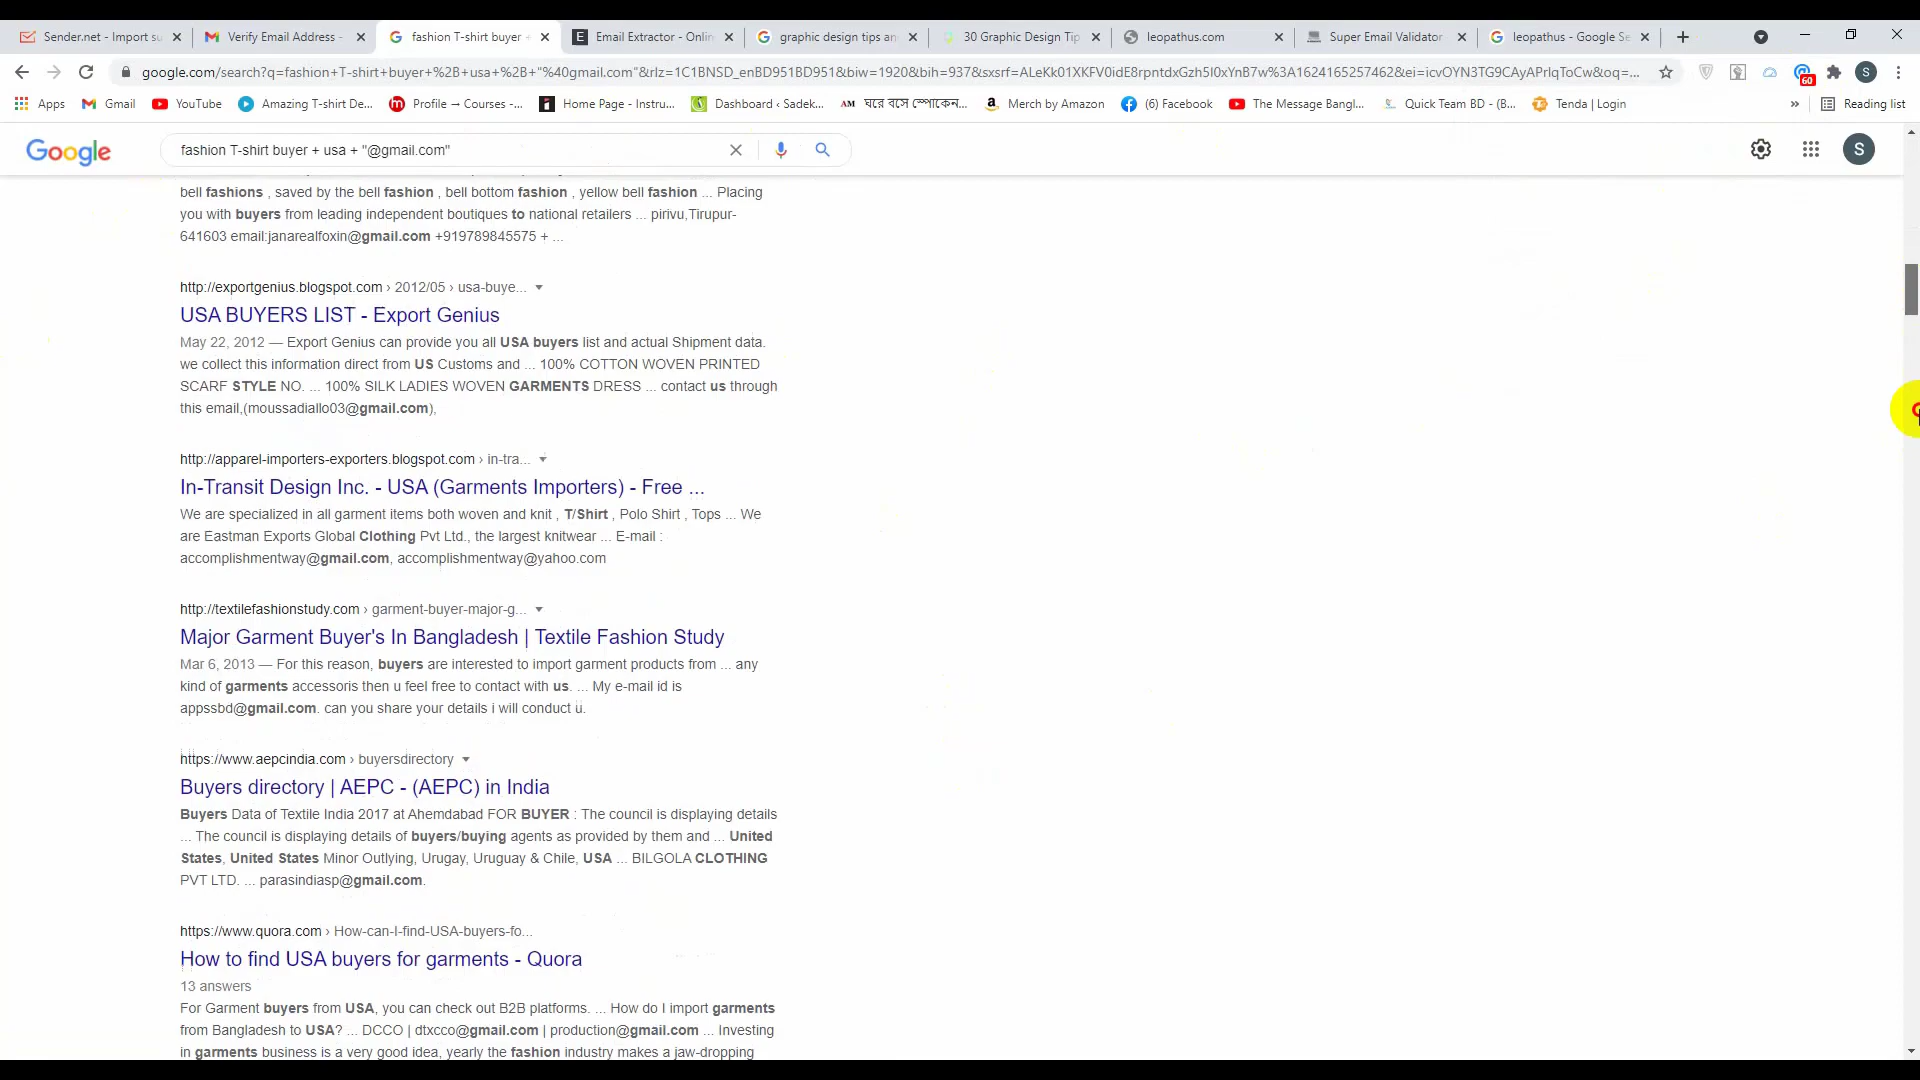 Sender.net - Import su
Verify Email Address -
fashion T-shirt buyer +
Email Extractor - Onlin
graphic design tips an
30 Graphic Design Tip
leopathus.com
Super Email Validator
leopathus - Google Se
google.com/search?q=fashion+T-shirt+buyer+%2B+usa+%2B+"%40gmail.com"&rlz=1C1BNSD_enBD951BD951&biw=1920&bih=937&sxsrf=ALeKk01XKFV0idE8rpntdxGzh5I0xYnB7w%3A1624165257462&ei=icvOYN3TG9CAyAPrlqToCw&oq=...
60
S
Apps
Gmail
YouTube
Amazing T-shirt De...
Profile → Courses -...
Home Page - Instru...
Dashboard ‹ Sadek...
AM ঘরে বসে স্পোকেন...
Merch by Amazon
(6) Facebook
The Message Bangl...
Quick Team BD - (B...
Tenda | Login
»
Reading list
Google
fashion T-shirt buyer + usa + "@gmail.com"
S
bell fashions , saved by the bell fashion , bell bottom fashion , yellow bell fashion ... Placing
you with buyers from leading independent boutiques to national retailers ... pirivu,Tirupur-
641603 email:janarealfoxin@gmail.com +919789845575 + ...
http://exportgenius.blogspot.com › 2012/05 › usa-buye...
USA BUYERS LIST - Export Genius
May 22, 2012 — Export Genius can provide you all USA buyers list and actual Shipment data.
we collect this information direct from US Customs and ... 100% COTTON WOVEN PRINTED
SCARF STYLE NO. ... 100% SILK LADIES WOVEN GARMENTS DRESS ... contact us through
this email,(moussadiallo03@gmail.com),
http://apparel-importers-exporters.blogspot.com › in-tra...
In-Transit Design Inc. - USA (Garments Importers) - Free ...
We are specialized in all garment items both woven and knit , T/Shirt , Polo Shirt , Tops ... We
are Eastman Exports Global Clothing Pvt Ltd., the largest knitwear ... E-mail :
accomplishmentway@gmail.com, accomplishmentway@yahoo.com
http://textilefashionstudy.com › garment-buyer-major-g...
Major Garment Buyer's In Bangladesh | Textile Fashion Study
Mar 6, 2013 — For this reason, buyers are interested to import garment products from ... any
kind of garments accessoris then u feel free to contact with us. ... My e-mail id is
appssbd@gmail.com. can you share your details i will conduct u.
https://www.aepcindia.com › buyersdirectory
Buyers directory | AEPC - (AEPC) in India
Buyers Data of Textile India 2017 at Ahemdabad FOR BUYER : The council is displaying details
... The council is displaying details of buyers/buying agents as provided by them and ... United
States, United States Minor Outlying, Urugay, Uruguay & Chile, USA ... BILGOLA CLOTHING
PVT LTD. ... parasindiasp@gmail.com.
https://www.quora.com › How-can-I-find-USA-buyers-fo...
How to find USA buyers for garments - Quora
13 answers
For Garment buyers from USA, you can check out B2B platforms. ... How do I import garments
from Bangladesh to USA? ... DCCO | dtxcco@gmail.com | production@gmail.com ... Investing
in garments business is a very good idea, yearly the fashion industry makes a jaw-dropping